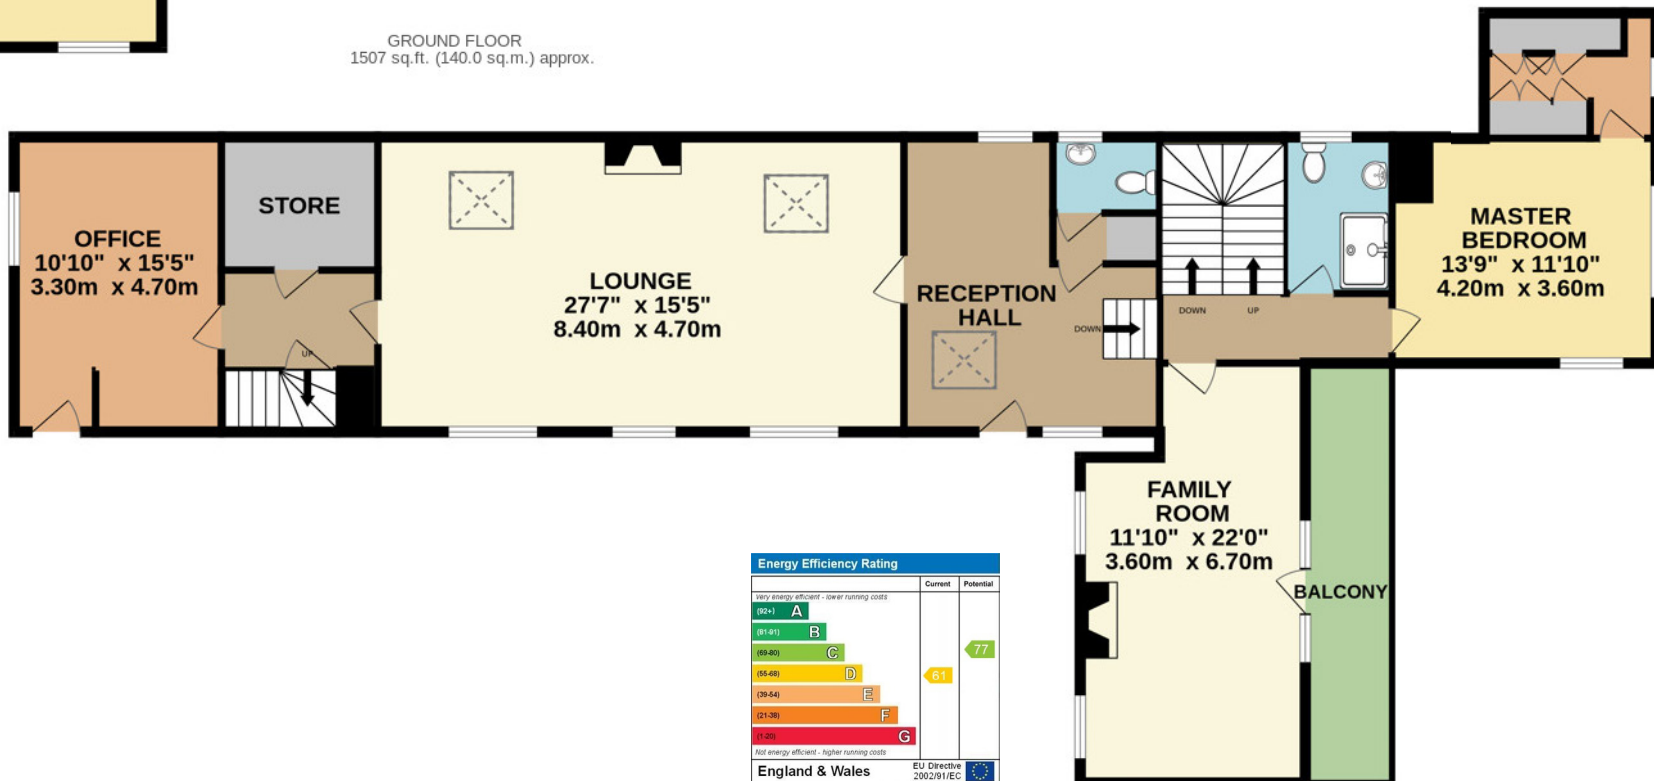 GROUND FLOOR
1507 sq.ft. (140.0 sq.m.) approx.
OFFICE
10'10" x 15'5"
3.30m x 4.70m
STORE
UP
LOUNGE
27'7" x 15'5"
8.40m x 4.70m
RECEPTION
HALL
DOWN
DOWN
UP
MASTER
BEDROOM
13'9" x 11'10"
4.20m x 3.60m
FAMILY
ROOM
11'10" x 22'0"
3.60m x 6.70m
BALCONY
Energy Efficiency Rating
Current Potential
Very energy efficient - lower running costs
(92+) A
(81-91) B
(69-80) C
77
(55-68) D
61
(39-54) E
(21-38) F
(1-20) G
Not energy efficient - higher running costs
England & Wales
EU Directive
2002/91/EC